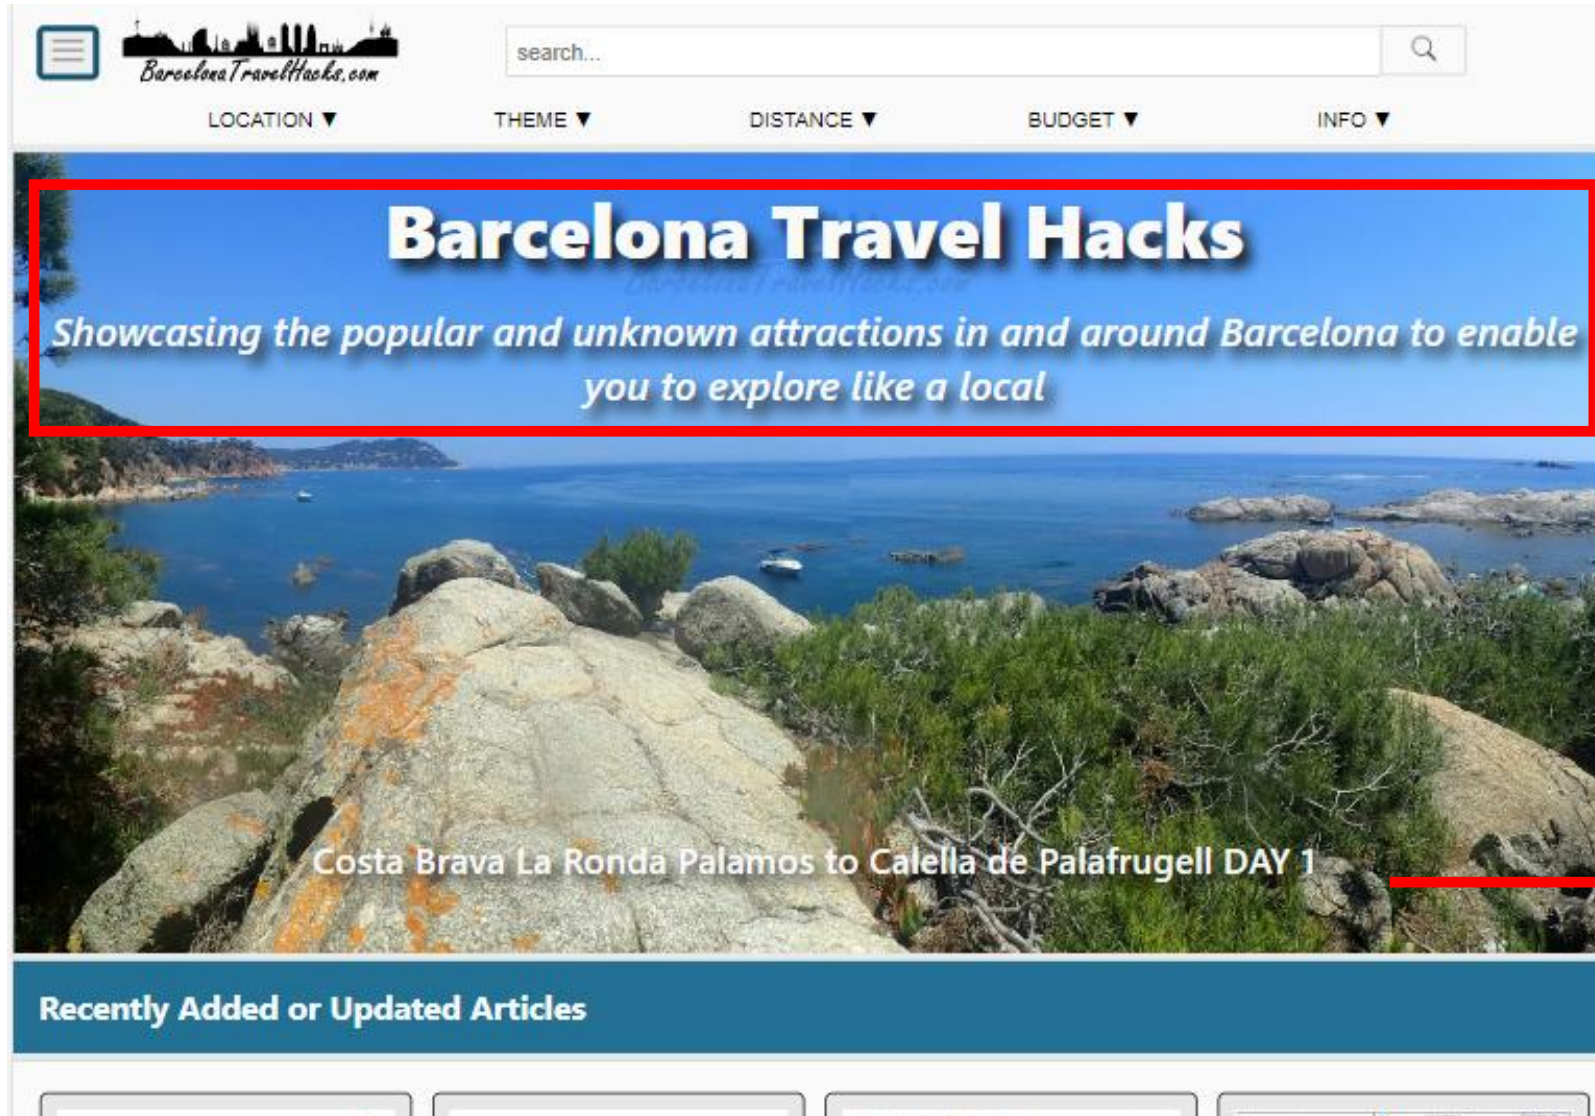 BarcelonaTravelHacks.com
search...
LOCATION ▼ THEME ▼ DISTANCE ▼ BUDGET ▼ INFO ▼
Barcelona Travel Hacks
BarcelonaTravelHacks.com
Showcasing the popular and unknown attractions in and around Barcelona to enable
you to explore like a local
Costa Brava La Ronda Palamos to Calella de Palafrugell DAY 1
Recently Added or Updated Articles